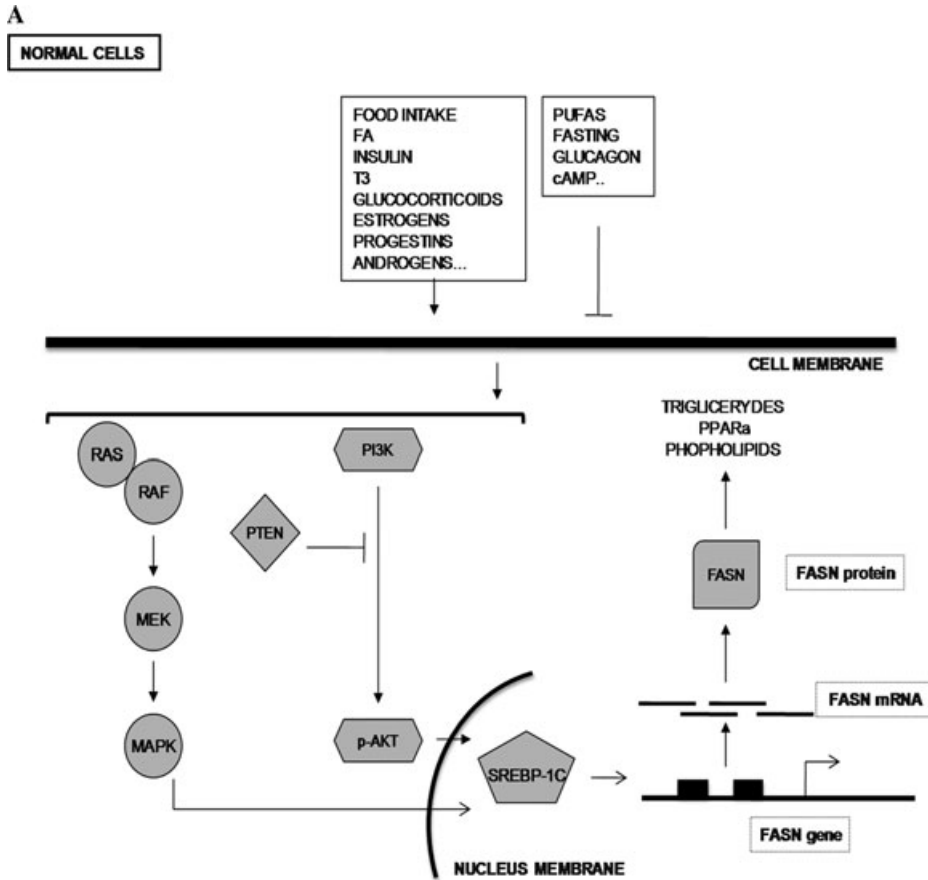 A
NORMAL CELLS
FOOD INTAKE
FA
INSULIN
T3
GLUCOCORTICOIDS
ESTROGENS
PROGESTINS
ANDROGENS...
PUFAS
FASTING
GLUCAGON
cAMP..
CELL MEMBRANE
TRIGLICERYDES
PPARa
PHOPHOLIPIDS
RAS
RAF
PI3K
PTEN
FASN
FASN protein
MEK
FASN mRNA
MAPK
p-AKT
SREBP-1C
FASN gene
NUCLEUS MEMBRANE